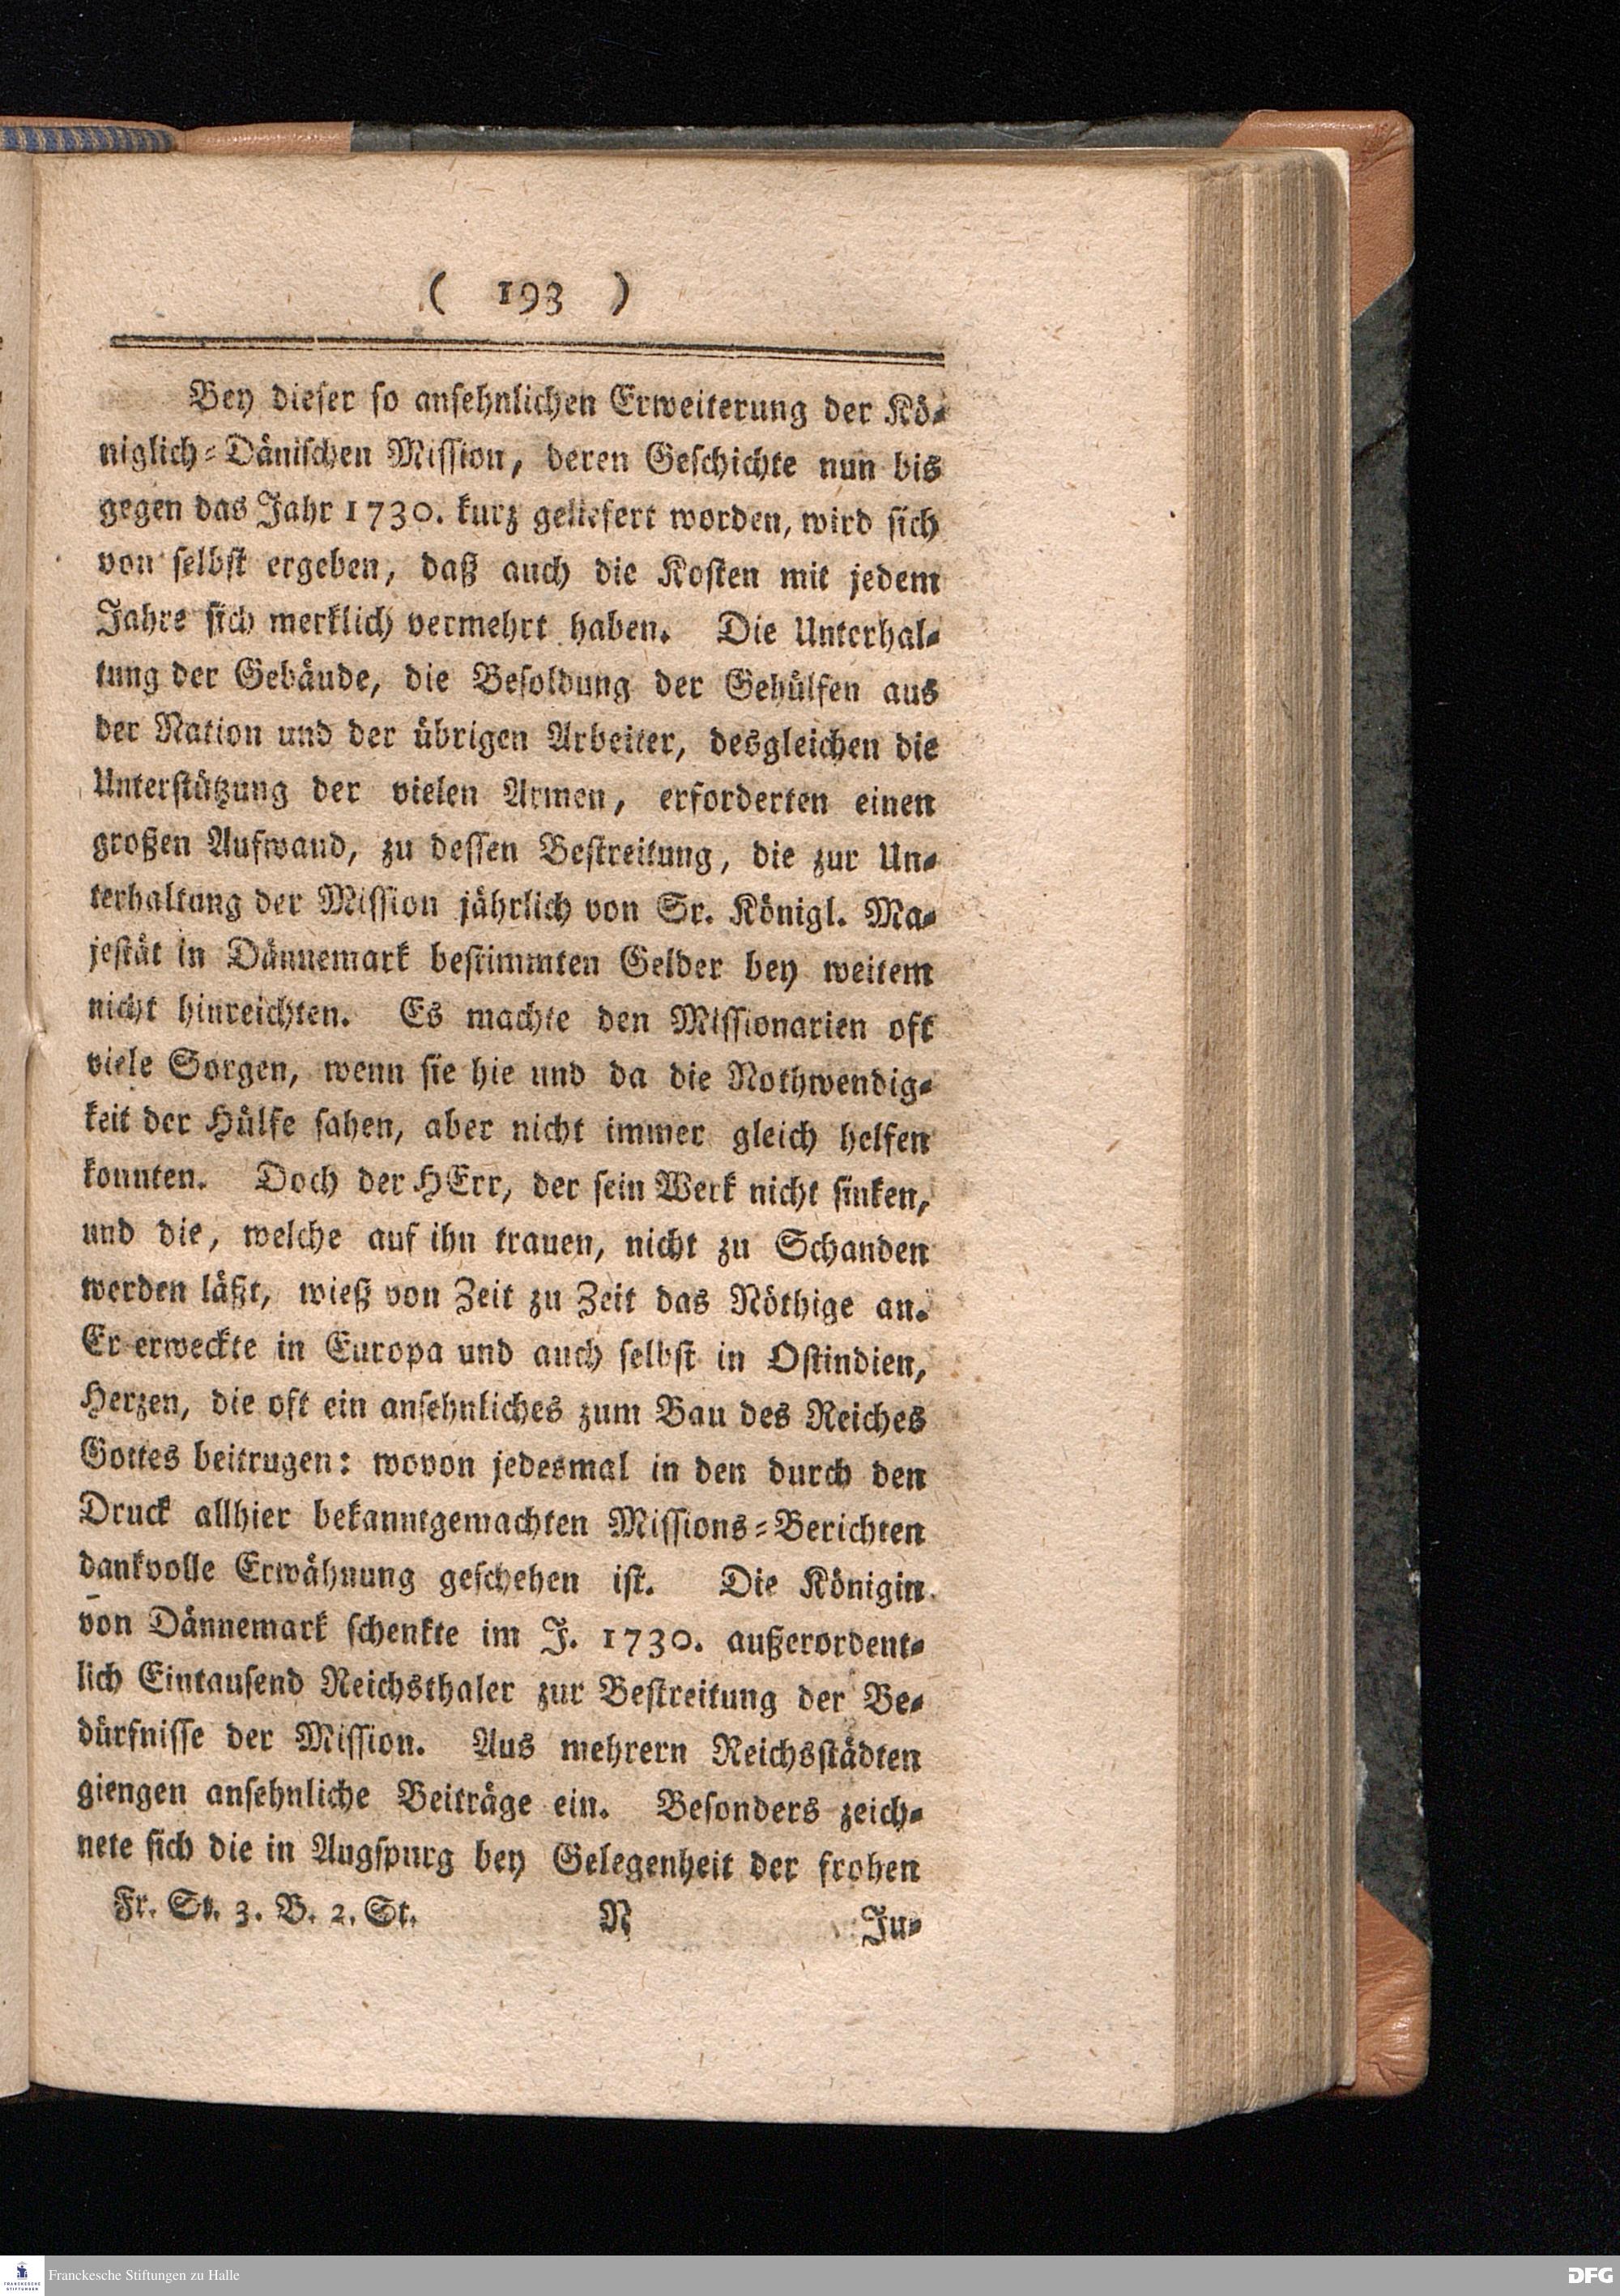 ( 193 )
Bey dieser so ansehnlichen Erweiterung der Kö-
niglich-Dänischen Mission, deren Geschichte nun bis
gegen das Jahr 1730. kurz geliefert worden, wird sich
von selbst ergeben, daß auch die Kosten mit jedem
Jahre sich merklich vermehrt haben. Die Unterhal-
tung der Gebäude, die Besoldung der Gehülfen aus
der Nation und der übrigen Arbeiter, desgleichen die
Unterstützung der vielen Armen, erforderten einen
großen Aufwand, zu dessen Bestreitung, die zur Un-
terhaltung der Mission jährlich von Sr. Königl. Ma-
jestät in Dännemark bestimmten Gelder bey weitem
nicht hinreichten. Es machte den Missionarien oft
viele Sorgen, wenn sie hie und da die Nothwendig-
keit der Hülfe sahen, aber nicht immer gleich helfen
konnten. Doch der HErr, der sein Werk nicht sinken,
und die, welche auf ihn trauen, nicht zu Schanden
werden läßt, wieß von Zeit zu Zeit das Nöthige an.
Er erweckte in Europa und auch selbst in Ostindien,
Herzen, die oft ein ansehnliches zum Bau des Reiches
Gottes beitrugen: wovon jedesmal in den durch den
Druck allhier bekanntgemachten Missions-Berichten
dankvolle Erwähnung geschehen ist. Die Königin
von Dännemark schenkte im J. 1730. außerordent-
lich Eintausend Reichsthaler zur Bestreitung der Be-
dürfnisse der Mission. Aus mehrern Reichsstädten
giengen ansehnliche Beiträge ein. Besonders zeich-
nete sich die in Augspurg bey Gelegenheit der frohen
Fr. St. 3. B. 2. St. N Ju-
FRANCKESCHE STIFTUNGEN
Franckesche Stiftungen zu Halle
DFG